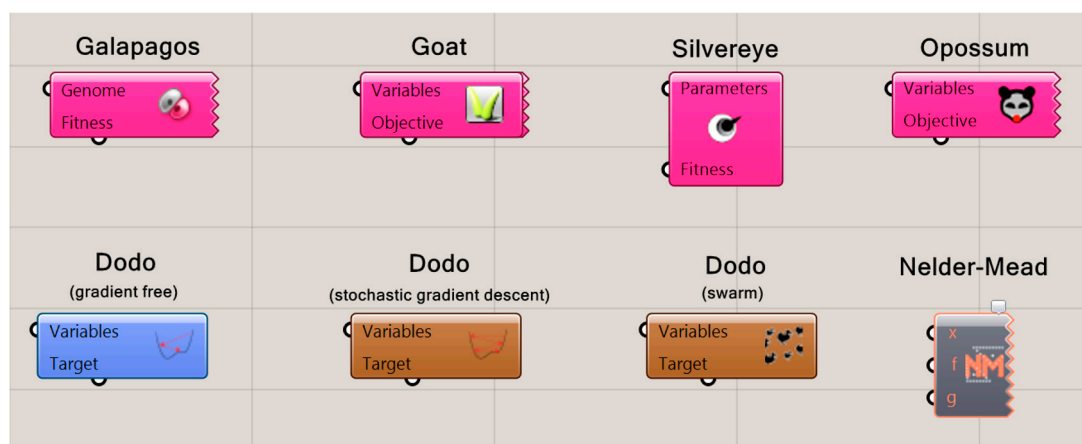 Galapagos
Goat
Silvereye
Opossum
Genome
Fitness
Variables
Objective
Parameters
Fitness
Variables
Objective
Dodo
(gradient free)
Dodo
(stochastic gradient descent)
Dodo
(swarm)
Nelder-Mead
Variables
Target
Variables
Target
Variables
Target
x
f
g
NM